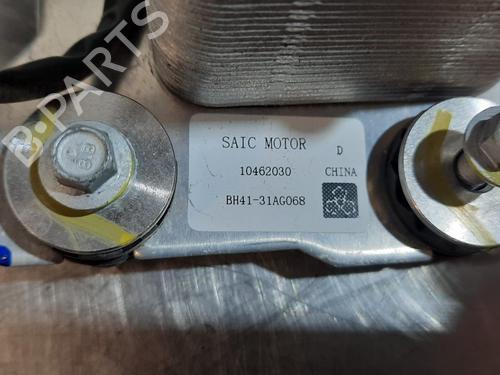 SAIC MOTOR D
10462030 CHINA
BH41-31AG068
B-PARTS